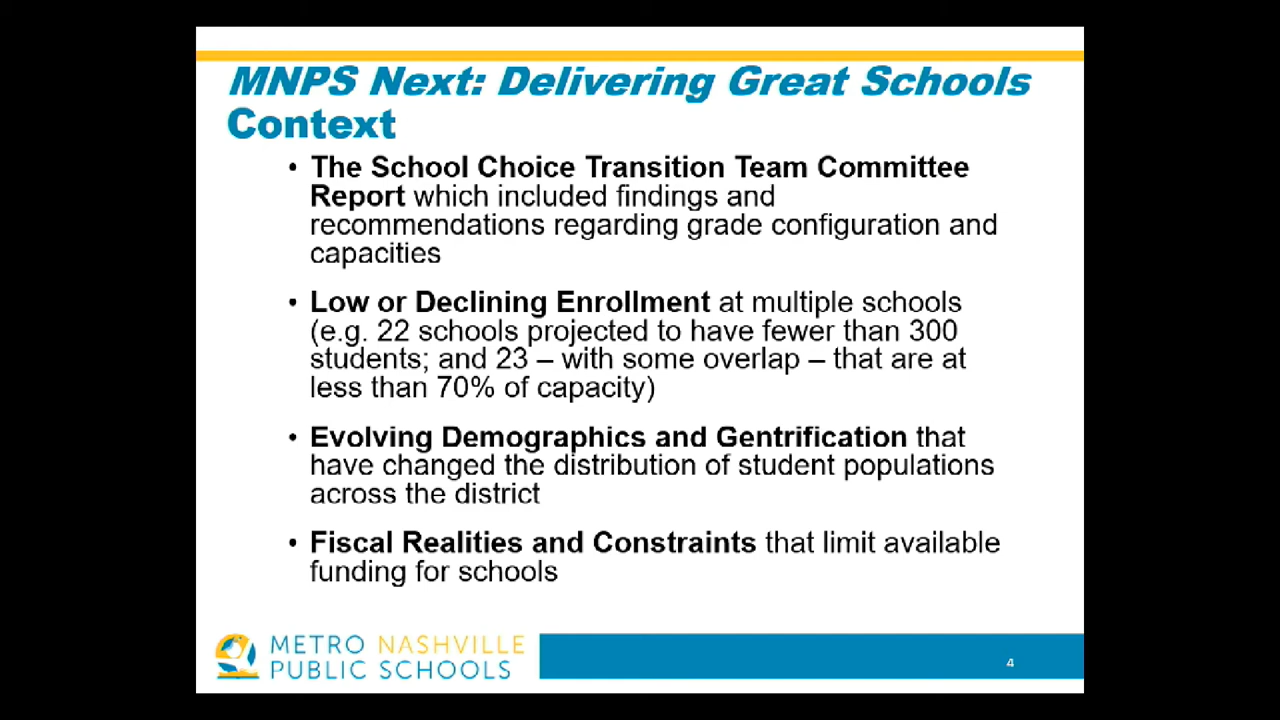 MNPS Next: Delivering Great Schools
Context
• The School Choice Transition Team Committee
Report which included findings and
recommendations regarding grade configuration and
capacities
• Low or Declining Enrollment at multiple schools
(e.g. 22 schools projected to have fewer than 300
students; and 23 – with some overlap – that are at
less than 70% of capacity)
• Evolving Demographics and Gentrification that
have changed the distribution of student populations
across the district
• Fiscal Realities and Constraints that limit available
funding for schools
METRO NASHVILLE
PUBLIC SCHOOLS
4